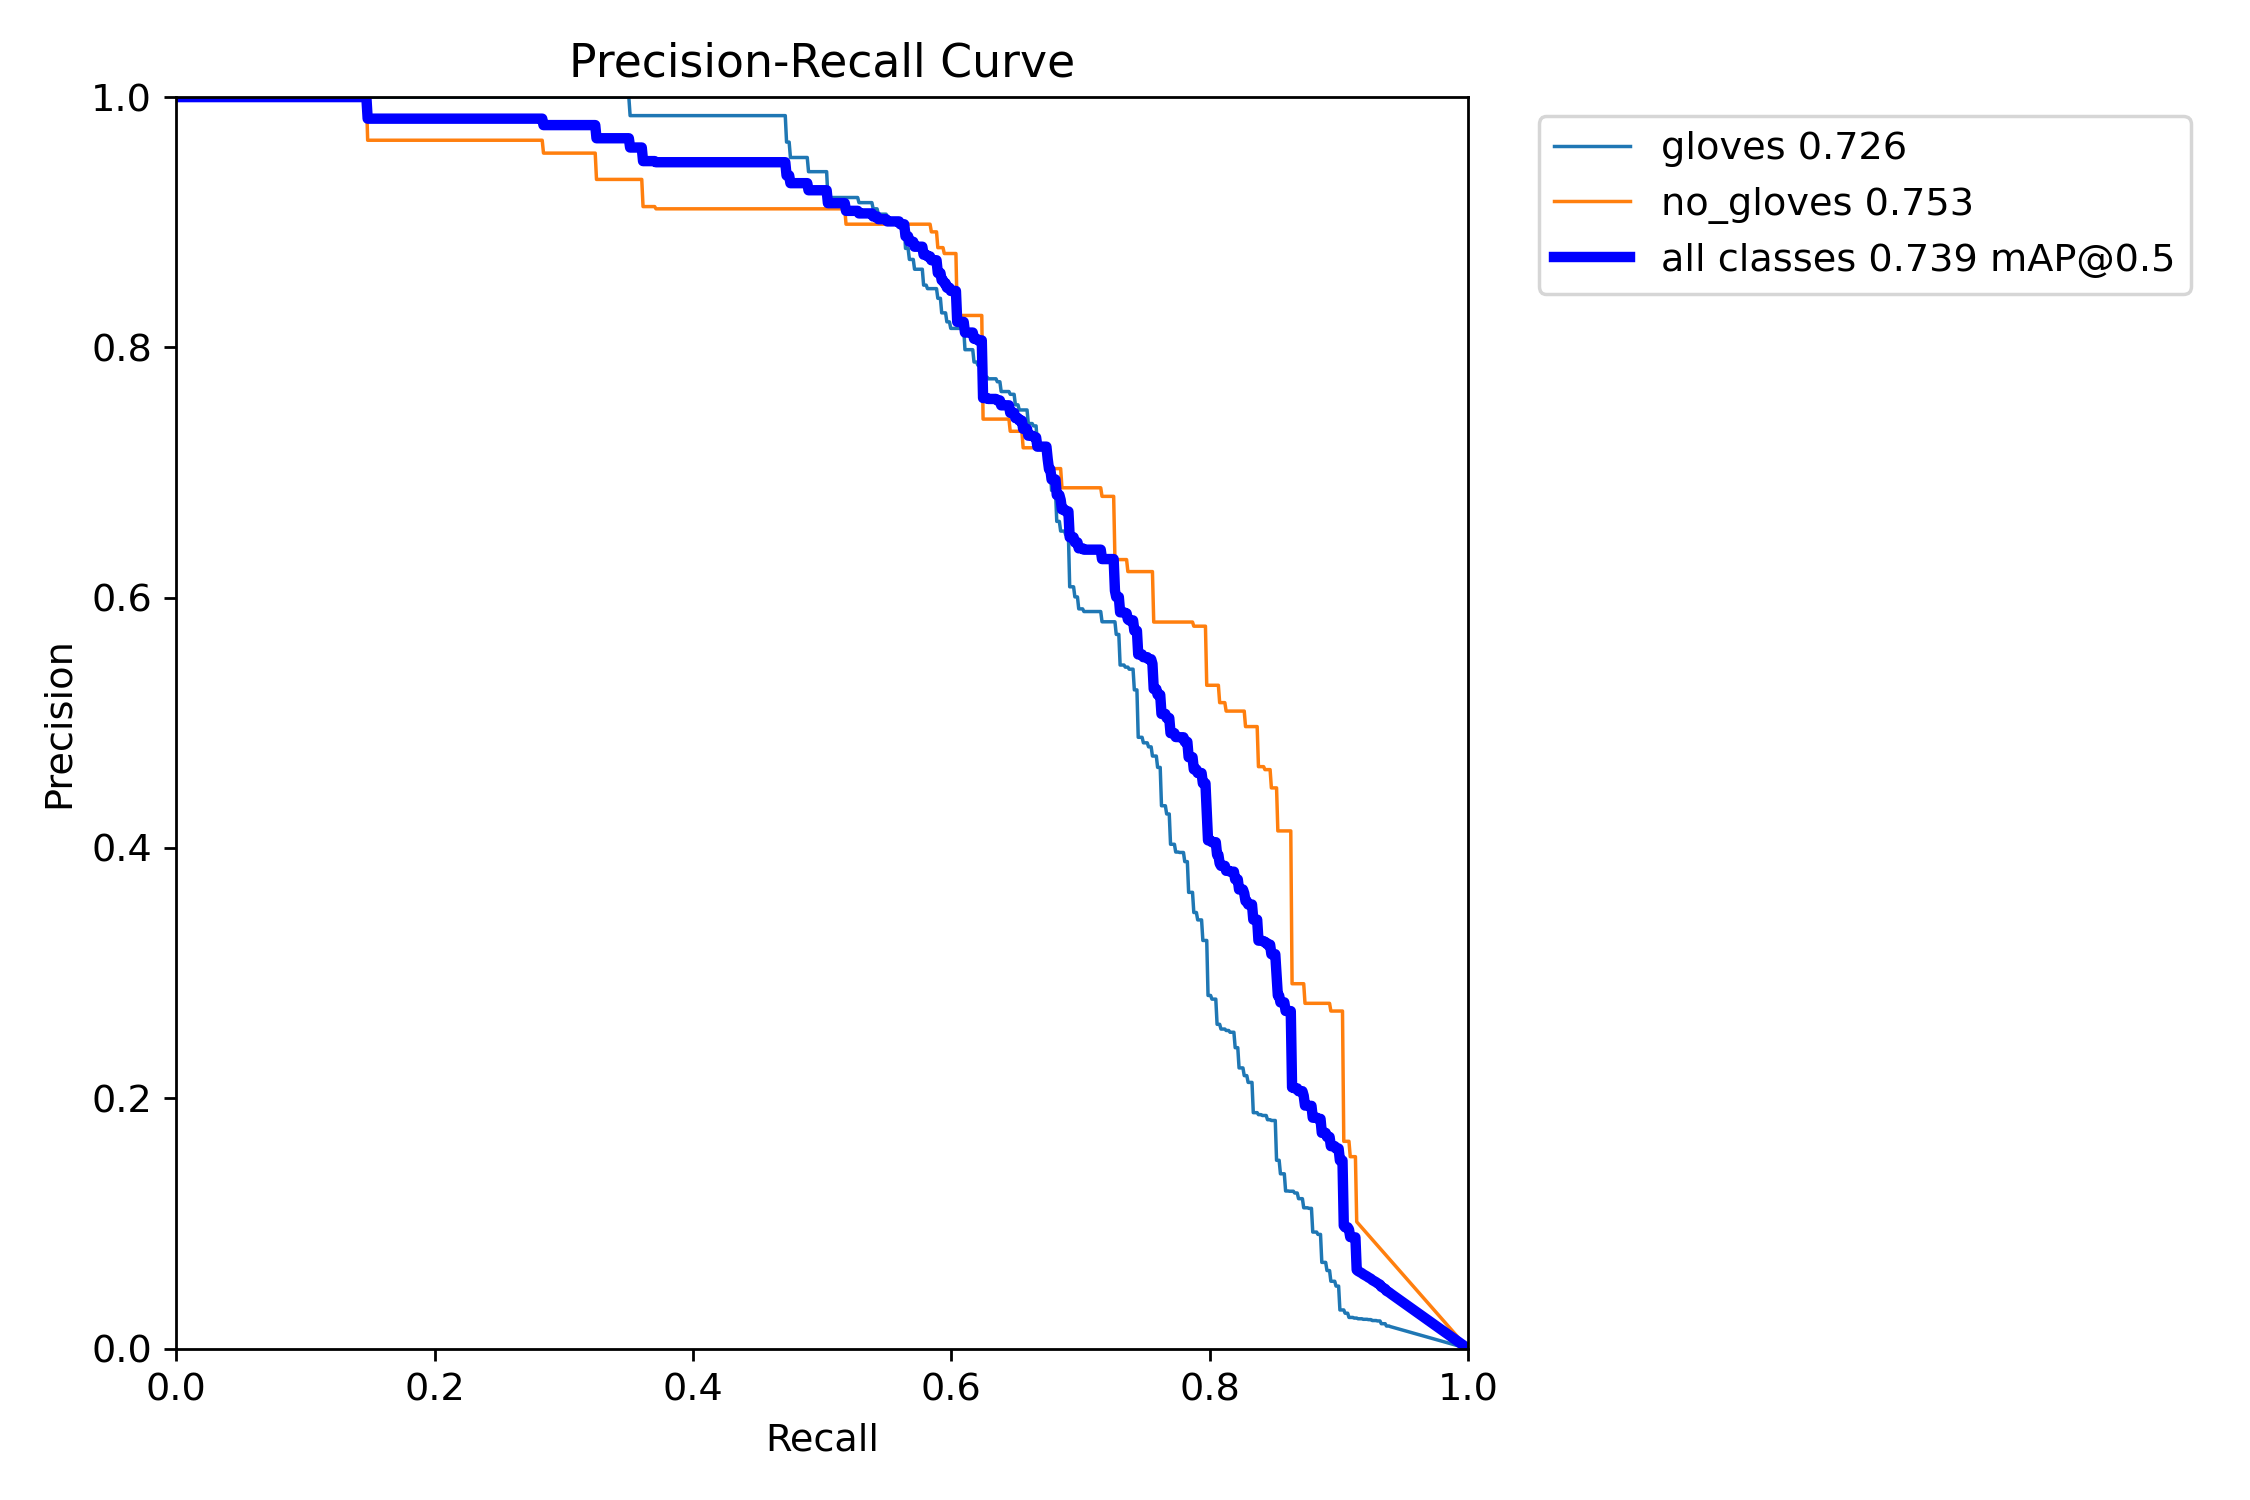 Precision-Recall Curve
1.0
0.8
0.6
0.4
0.2
0.0
Precision
0.0 0.2 0.4 0.6 0.8 1.0
Recall
gloves 0.726
no_gloves 0.753
all classes 0.739 mAP@0.5